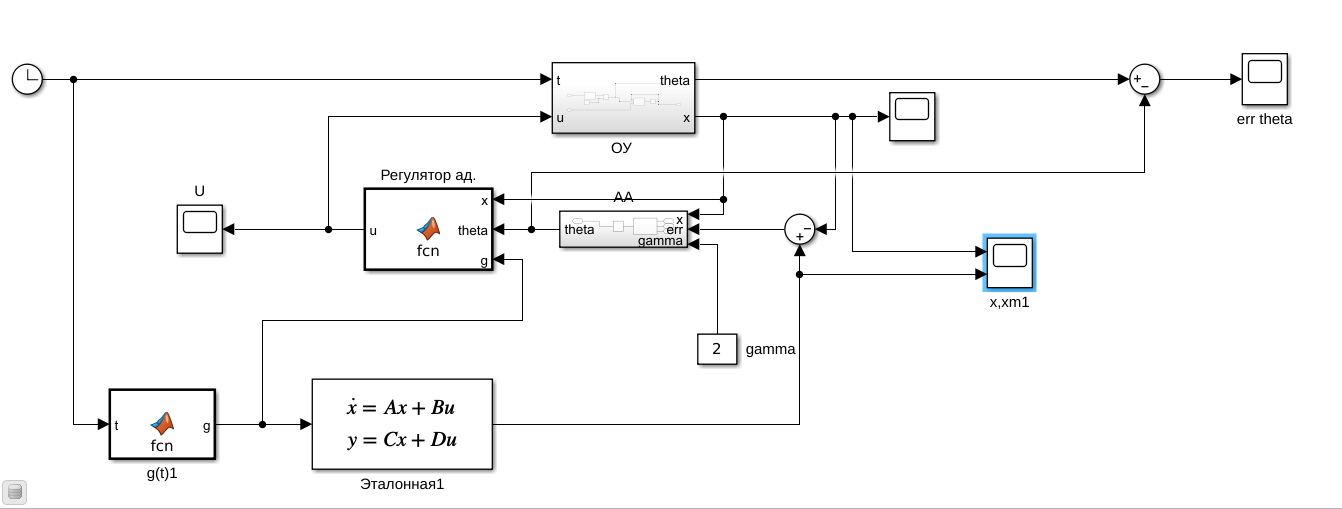 t
theta
u
x
ОУ
+
−
err theta
U
Регулятор ад.
u
fcn
x
theta
g
АА
theta
x
err
gamma
−
+
x,xm1
2
gamma
t
fcn
g
g(t)1
ẋ = Ax + Bu
y = Cx + Du
Эталонная1